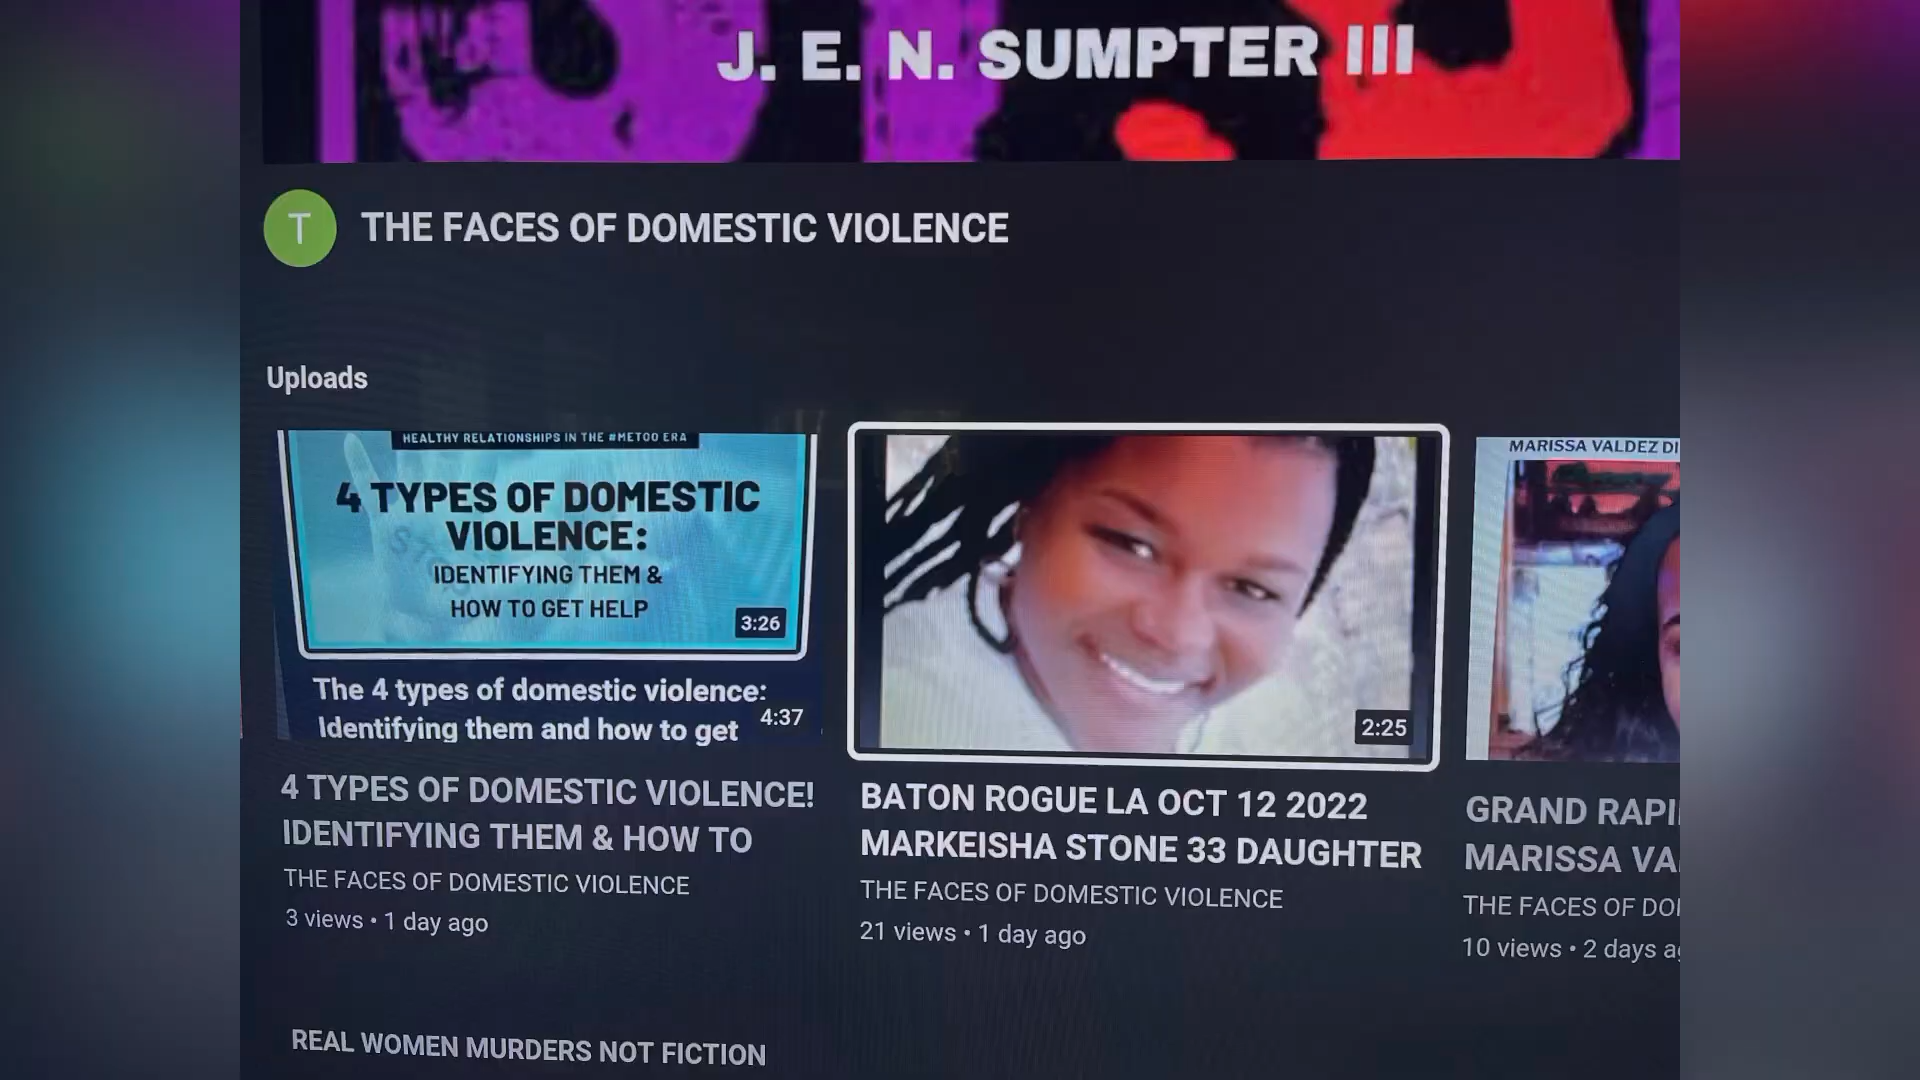 J. E. N. SUMPTER III
T
THE FACES OF DOMESTIC VIOLENCE
Uploads
HEALTHY RELATIONSHIPS IN THE #METOO ERA
4 TYPES OF DOMESTIC
VIOLENCE:
IDENTIFYING THEM &
HOW TO GET HELP
3:26
The 4 types of domestic violence:
Identifying them and how to get
4:37
4 TYPES OF DOMESTIC VIOLENCE!
IDENTIFYING THEM & HOW TO
THE FACES OF DOMESTIC VIOLENCE
3 views • 1 day ago
2:25
BATON ROGUE LA OCT 12 2022
MARKEISHA STONE 33 DAUGHTER
THE FACES OF DOMESTIC VIOLENCE
21 views • 1 day ago
MARISSA VALDEZ DI
GRAND RAPI
MARISSA VA
THE FACES OF DO
10 views • 2 days a
REAL WOMEN MURDERS NOT FICTION